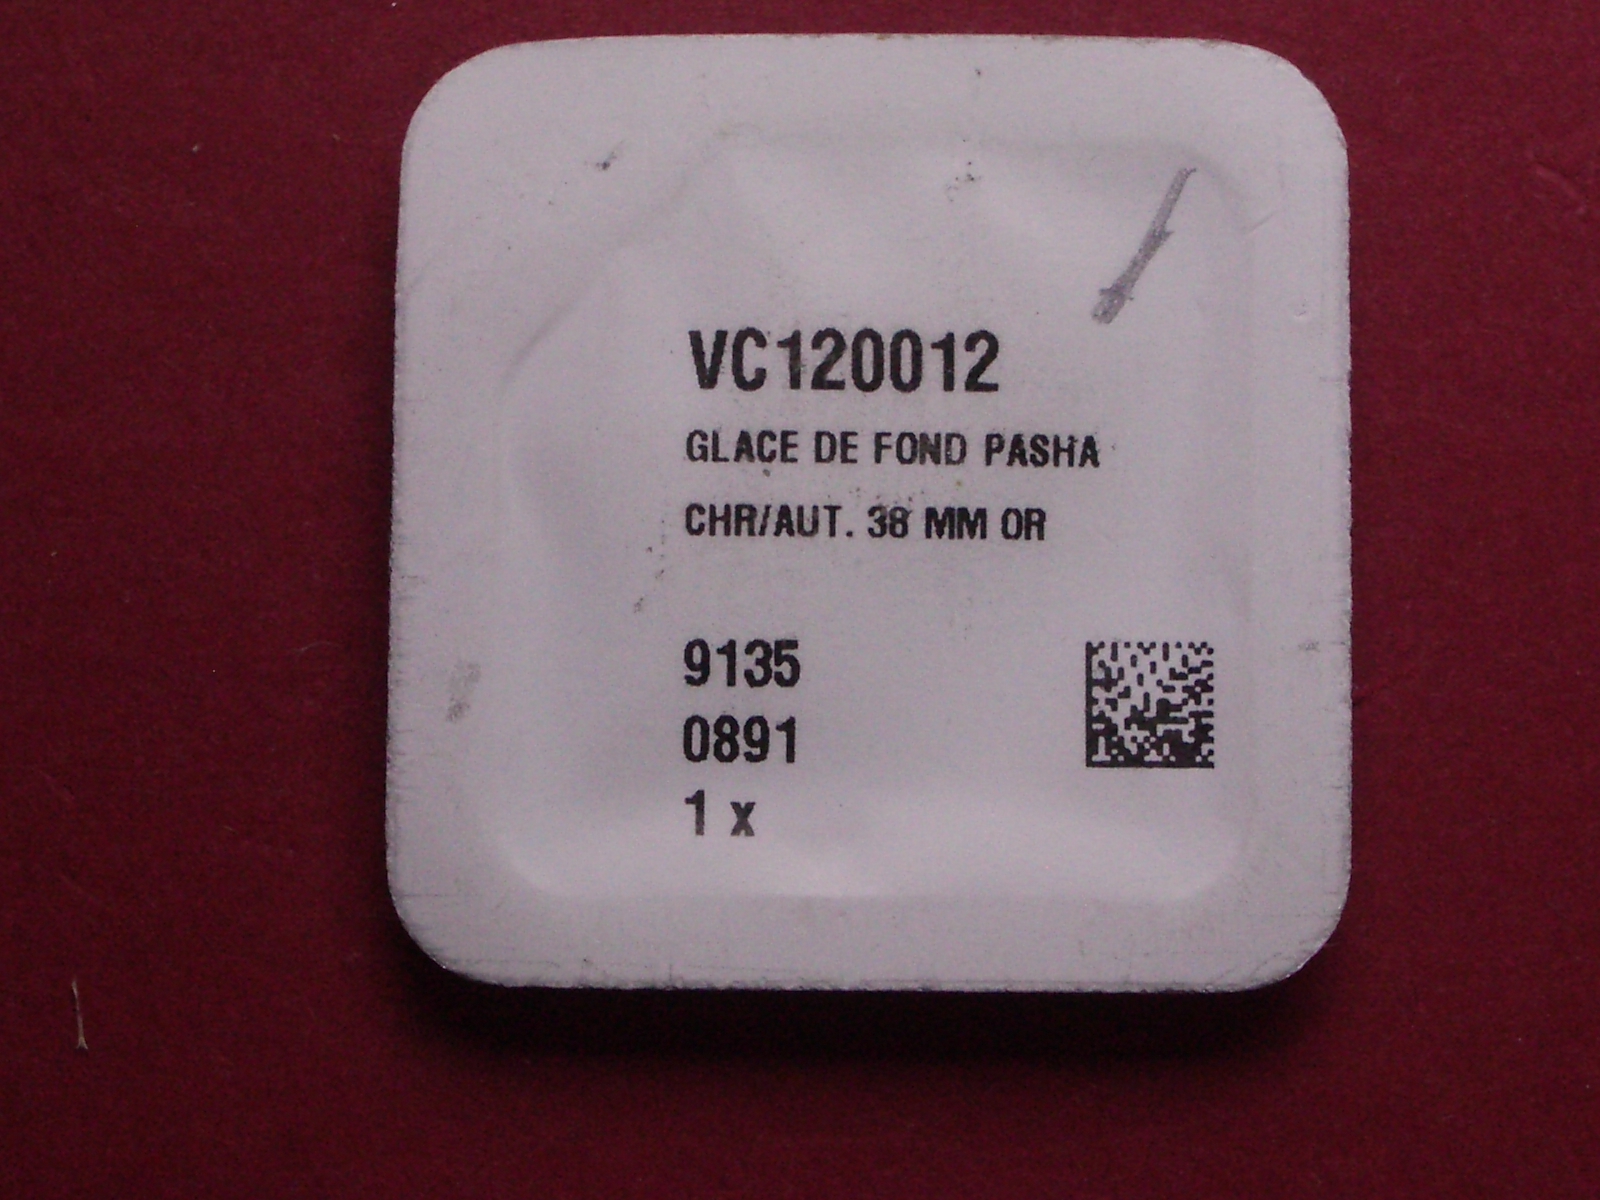 VC120012
GLACE DE FOND PASHA
CHR/AUT. 38 MM OR
9135
0891
1 x